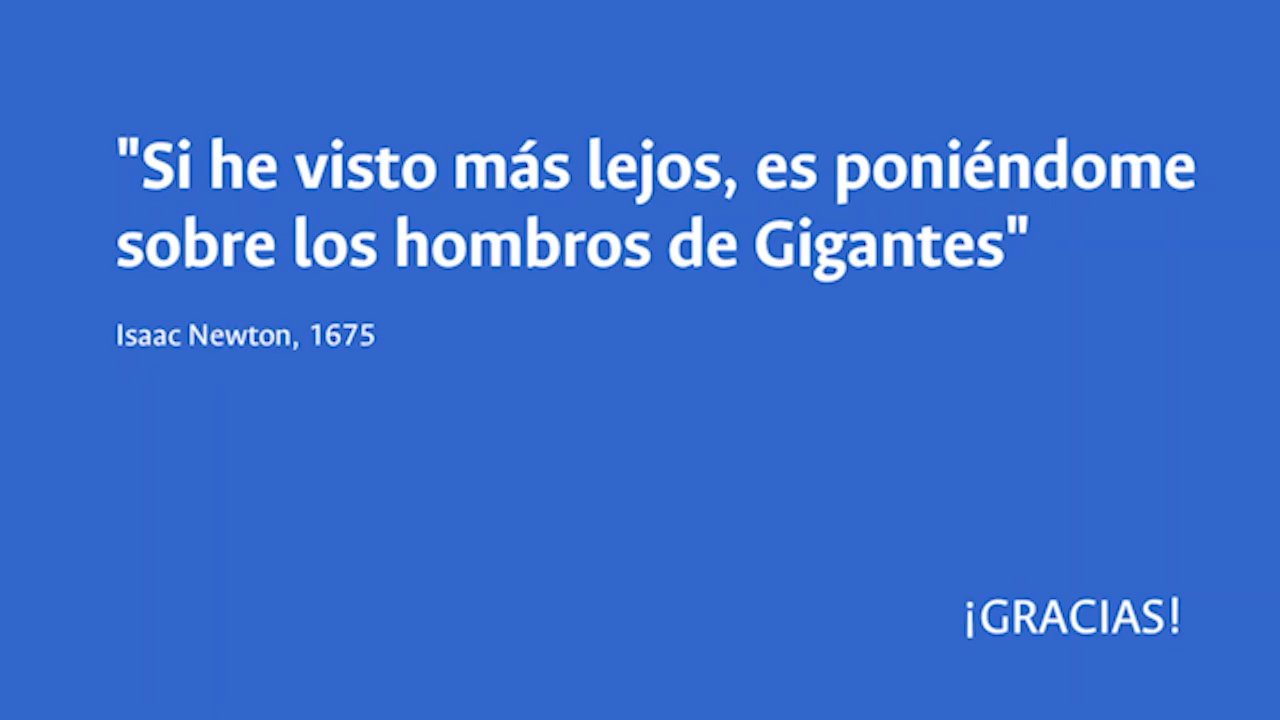 "Si he visto más lejos, es poniéndome
sobre los hombros de Gigantes"
Isaac Newton, 1675
¡GRACIAS!